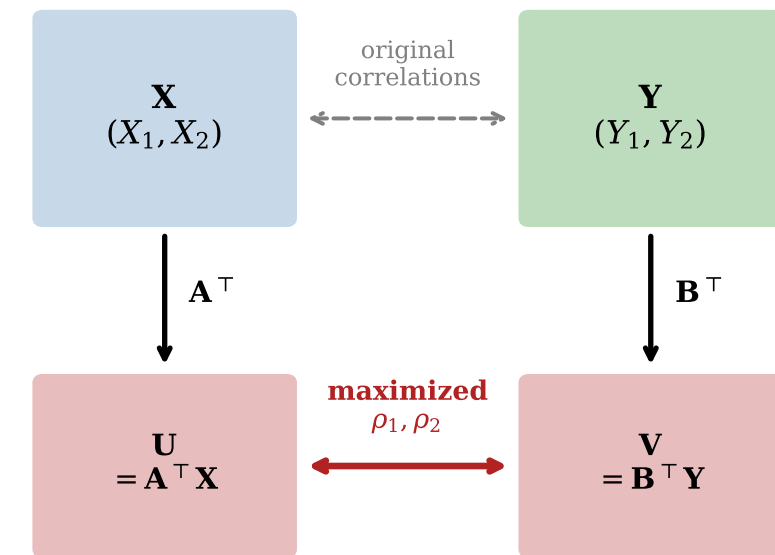 X
(X₁, X₂)
original
correlations
Y
(Y₁, Y₂)
A⊤
B⊤
U
= A⊤X
maximized
ρ₁, ρ₂
V
= B⊤Y